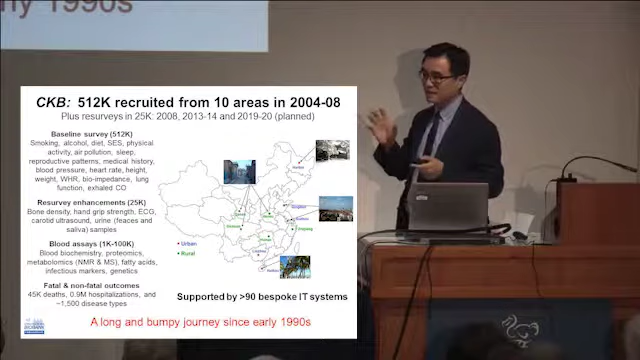 ny 1990s
CKB: 512K recruited from 10 areas in 2004-08
Plus resurveys in 25K: 2008, 2013-14 and 2019-20 (planned)
Baseline survey (512K)
Smoking, alcohol, diet, SES, physical
activity, air pollution, sleep,
reproductive patterns, medical history,
blood pressure, heart rate, height,
weight, WHR, bio-impedance, lung
function, exhaled CO
Resurvey enhancements (25K)
Bone density, hand grip strength, ECG,
carotid ultrasound, urine (feaces and
saliva) samples
Blood assays (1K-100K)
Blood biochemistry, proteomics,
metabolomics (NMR & MS), fatty acids,
infectious markers, genetics
Fatal & non-fatal outcomes
45K deaths, 0.9M hospitalizations, and
~1,500 disease types
Urban
Rural
Supported by >90 bespoke IT systems
A long and bumpy journey since early 1990s